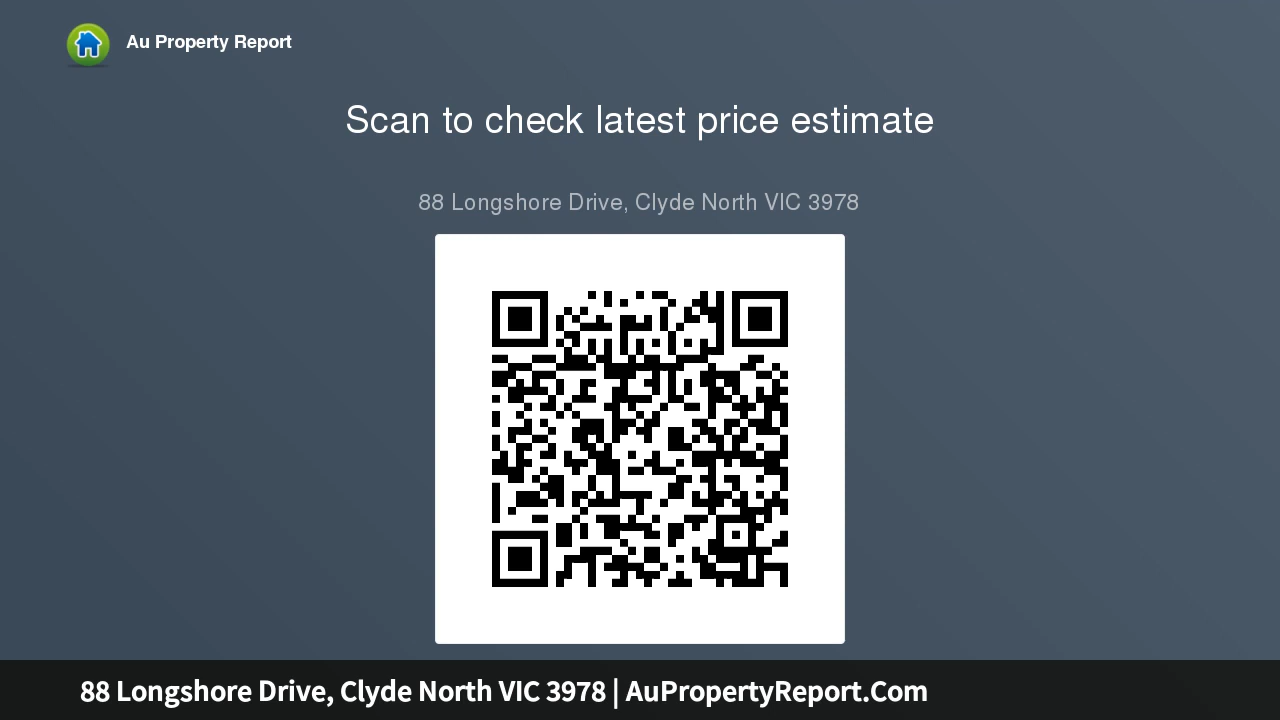 Au Property Report
Scan to check latest price estimate
88 Longshore Drive, Clyde North VIC 3978
88 Longshore Drive, Clyde North VIC 3978 | AuPropertyReport.Com